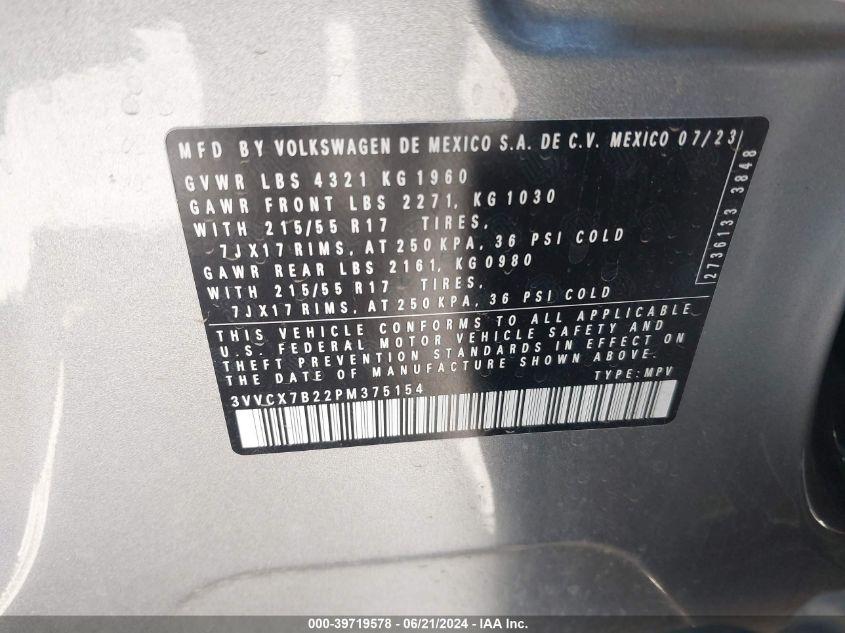 MFD BY VOLKSWAGEN DE MEXICO S.A. DE C.V. MEXICO 07/23
GVWR LBS 4321 KG 1960
GAWR FRONT LBS 2271, KG 1030
WITH 215/55 R17 TIRES,
7JX17 RIMS, AT 250 KPA, 36 PSI COLD
GAWR REAR LBS 2161, KG 0980
WITH 215/55 R17 TIRES,
7JX17 RIMS, AT 250 KPA, 36 PSI COLD
THIS VEHICLE CONFORMS TO ALL APPLICABLE
U.S. FEDERAL MOTOR VEHICLE SAFETY AND
THEFT PREVENTION STANDARDS IN EFFECT ON
THE DATE OF MANUFACTURE SHOWN ABOVE.
TYPE: MPV
3VVCX7B22PM375154
2736133 3848
000-39719578 - 06/21/2024 - IAA Inc.